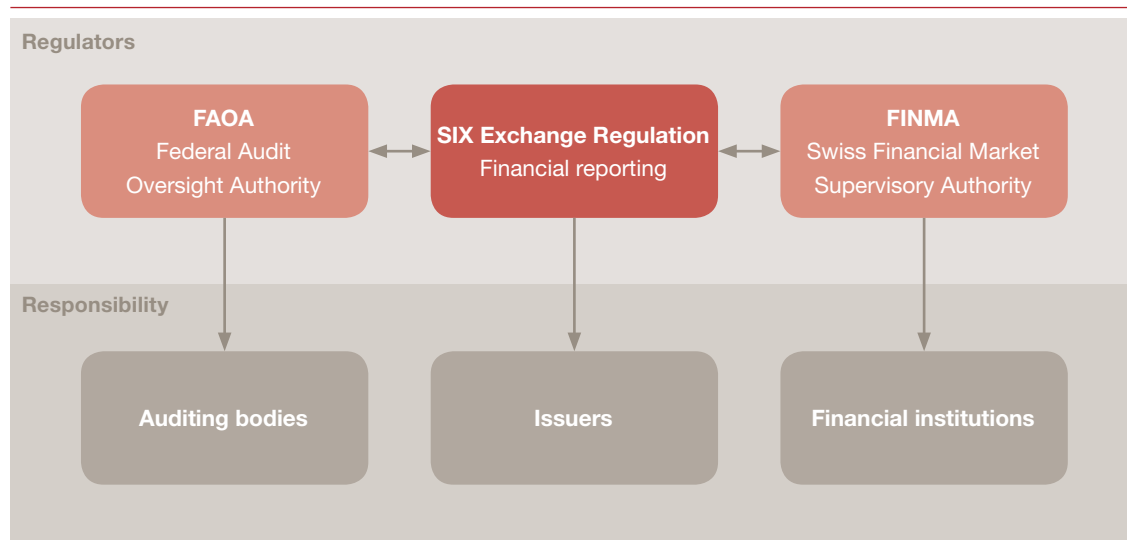 Regulators
FAOA
Federal Audit
Oversight Authority
SIX Exchange Regulation
Financial reporting
FINMA
Swiss Financial Market
Supervisory Authority
Responsibility
Auditing bodies
Issuers
Financial institutions